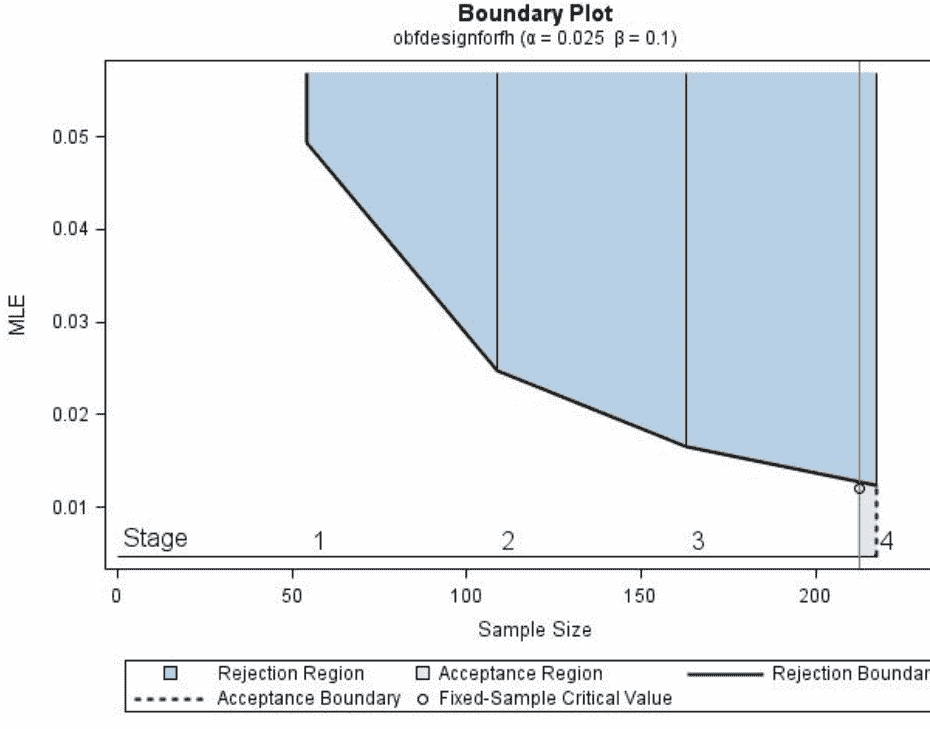 Boundary Plot
obfdesignforfh (α = 0.025 β = 0.1)
MLE
0.05
0.04
0.03
0.02
0.01
Stage 1 2 3 4
0 50 100 150 200
Sample Size
Rejection Region Acceptance Region Rejection Boundar
Acceptance Boundary Fixed-Sample Critical Value